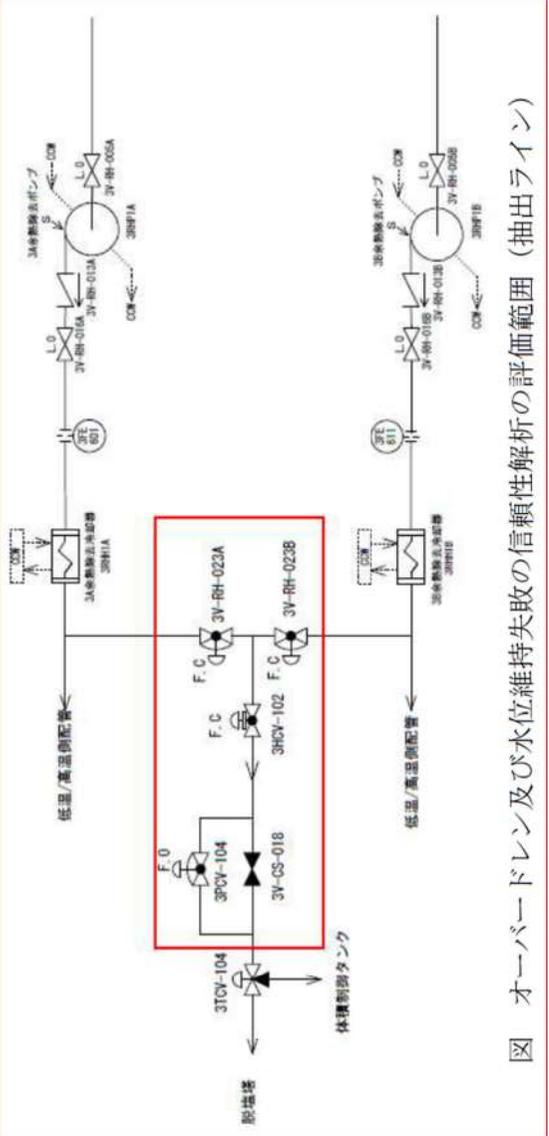 CCW
3A余熱除去ポンプ
S
CCW
L.O
3V-RH-005A
3RHP1A
3V-RH-013A
L.O
3V-RH-016A
3FE
601
CCW
3A余熱除去冷却器
3RHH1A
低温/高温側配管
F.C
3V-RH-023A
F.C
3V-RH-023B
F.C
3HCV-102
F.O
3PCV-104
3V-CS-018
3TCV-104
体積制御タンク
脱塩塔
CCW
3B余熱除去ポンプ
S
CCW
L.O
3V-RH-005B
3RHP1B
3V-RH-013B
L.O
3V-RH-016B
3FE
611
CCW
3B余熱除去冷却器
3RHH1B
低温/高温側配管
図 オーバードレン及び水位維持失敗の信頼性解析の評価範囲（抽出ライン）